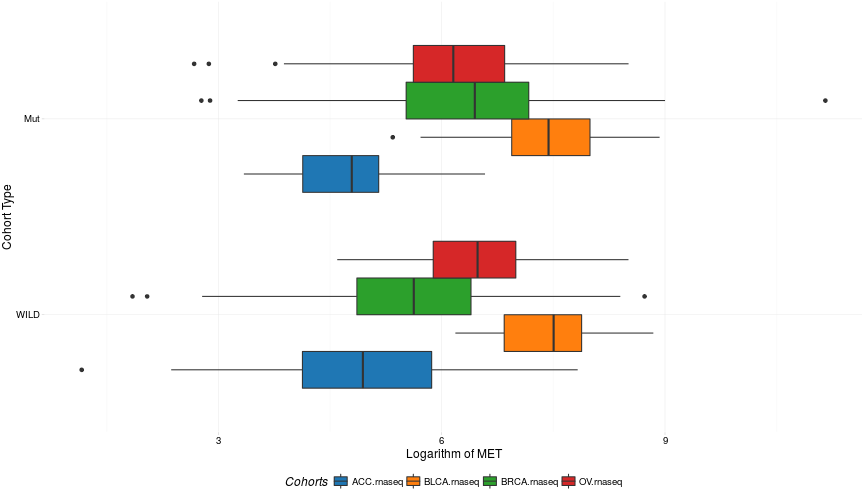 Cohort Type
Mut
WILD
3 6 9
Logarithm of MET
Cohorts ACC.rnaseq BLCA.rnaseq BRCA.rnaseq OV.rnaseq